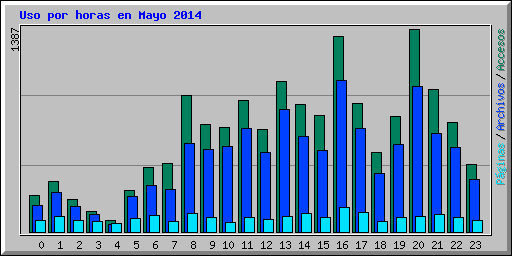 Uso por horas en Mayo 2014
1387
Páginas / Archivos / Accesos
0 1 2 3 4 5 6 7 8 9 10 11 12 13 14 15 16 17 18 19 20 21 22 23